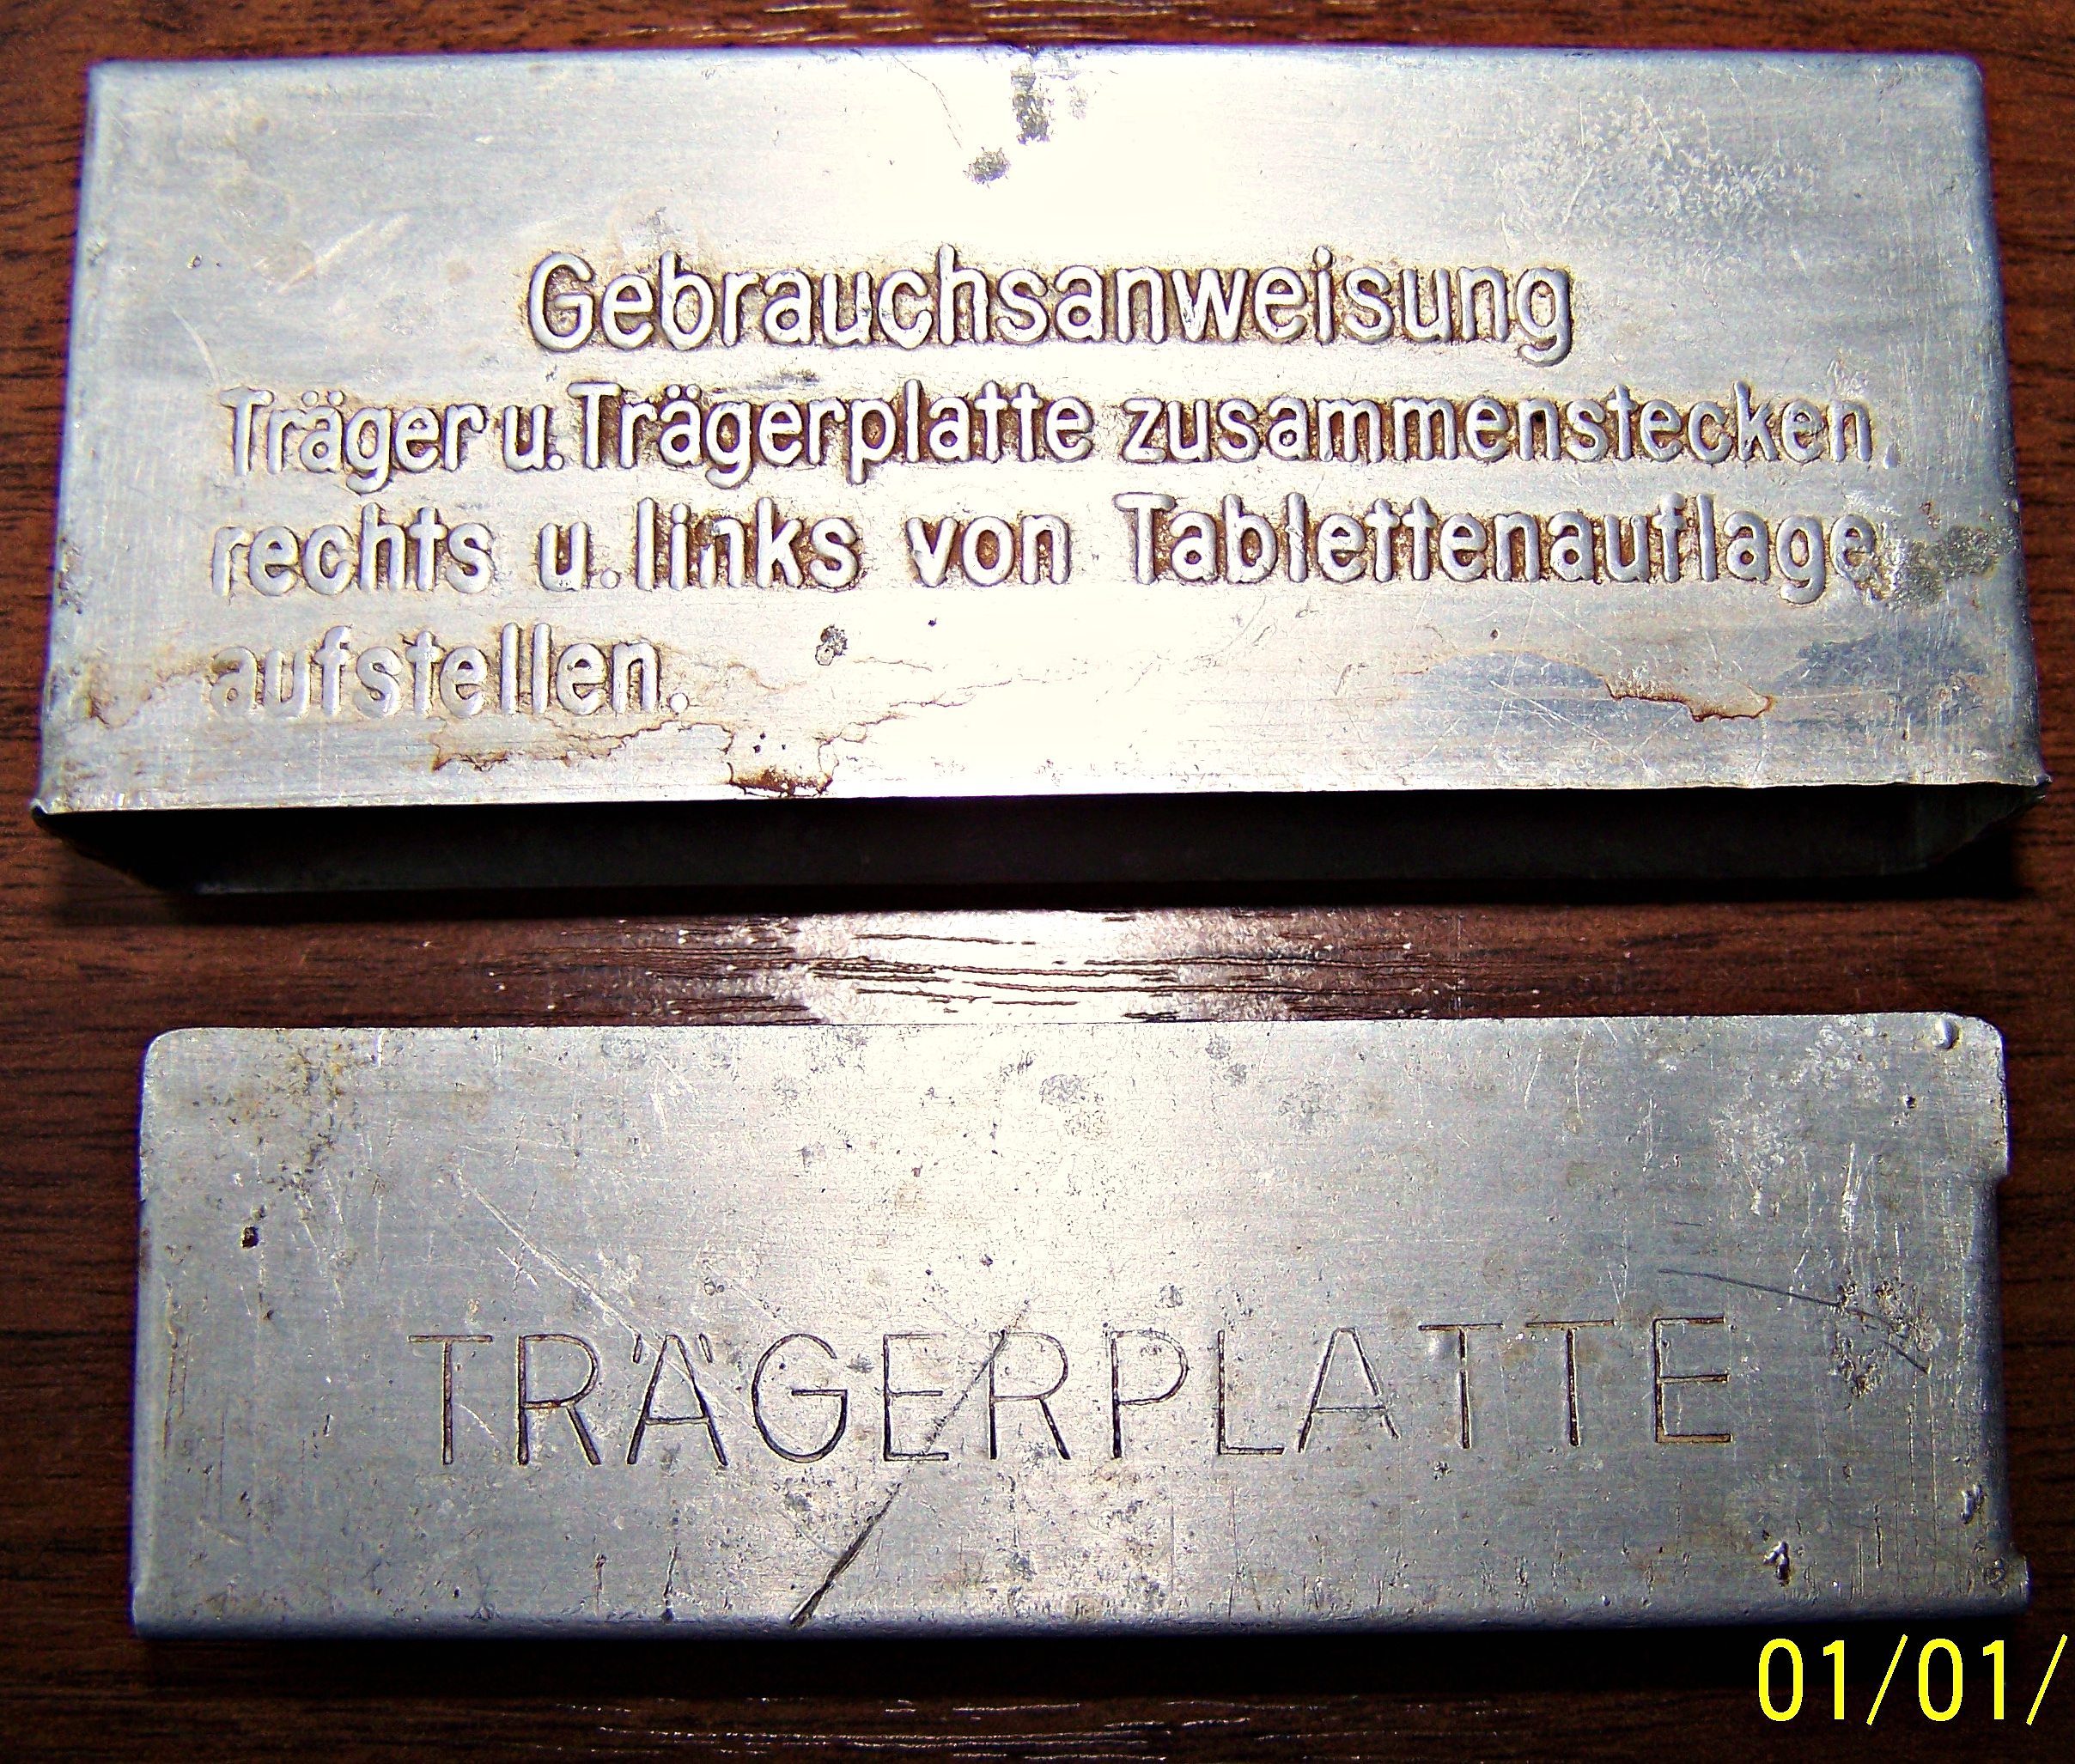 Gebrauchsanweisung
Träger u. Trägerplatte zusammenstecken,
rechts u. links von Tablettenauflage
aufstellen.
TRÄGERPLATTE
01/01/